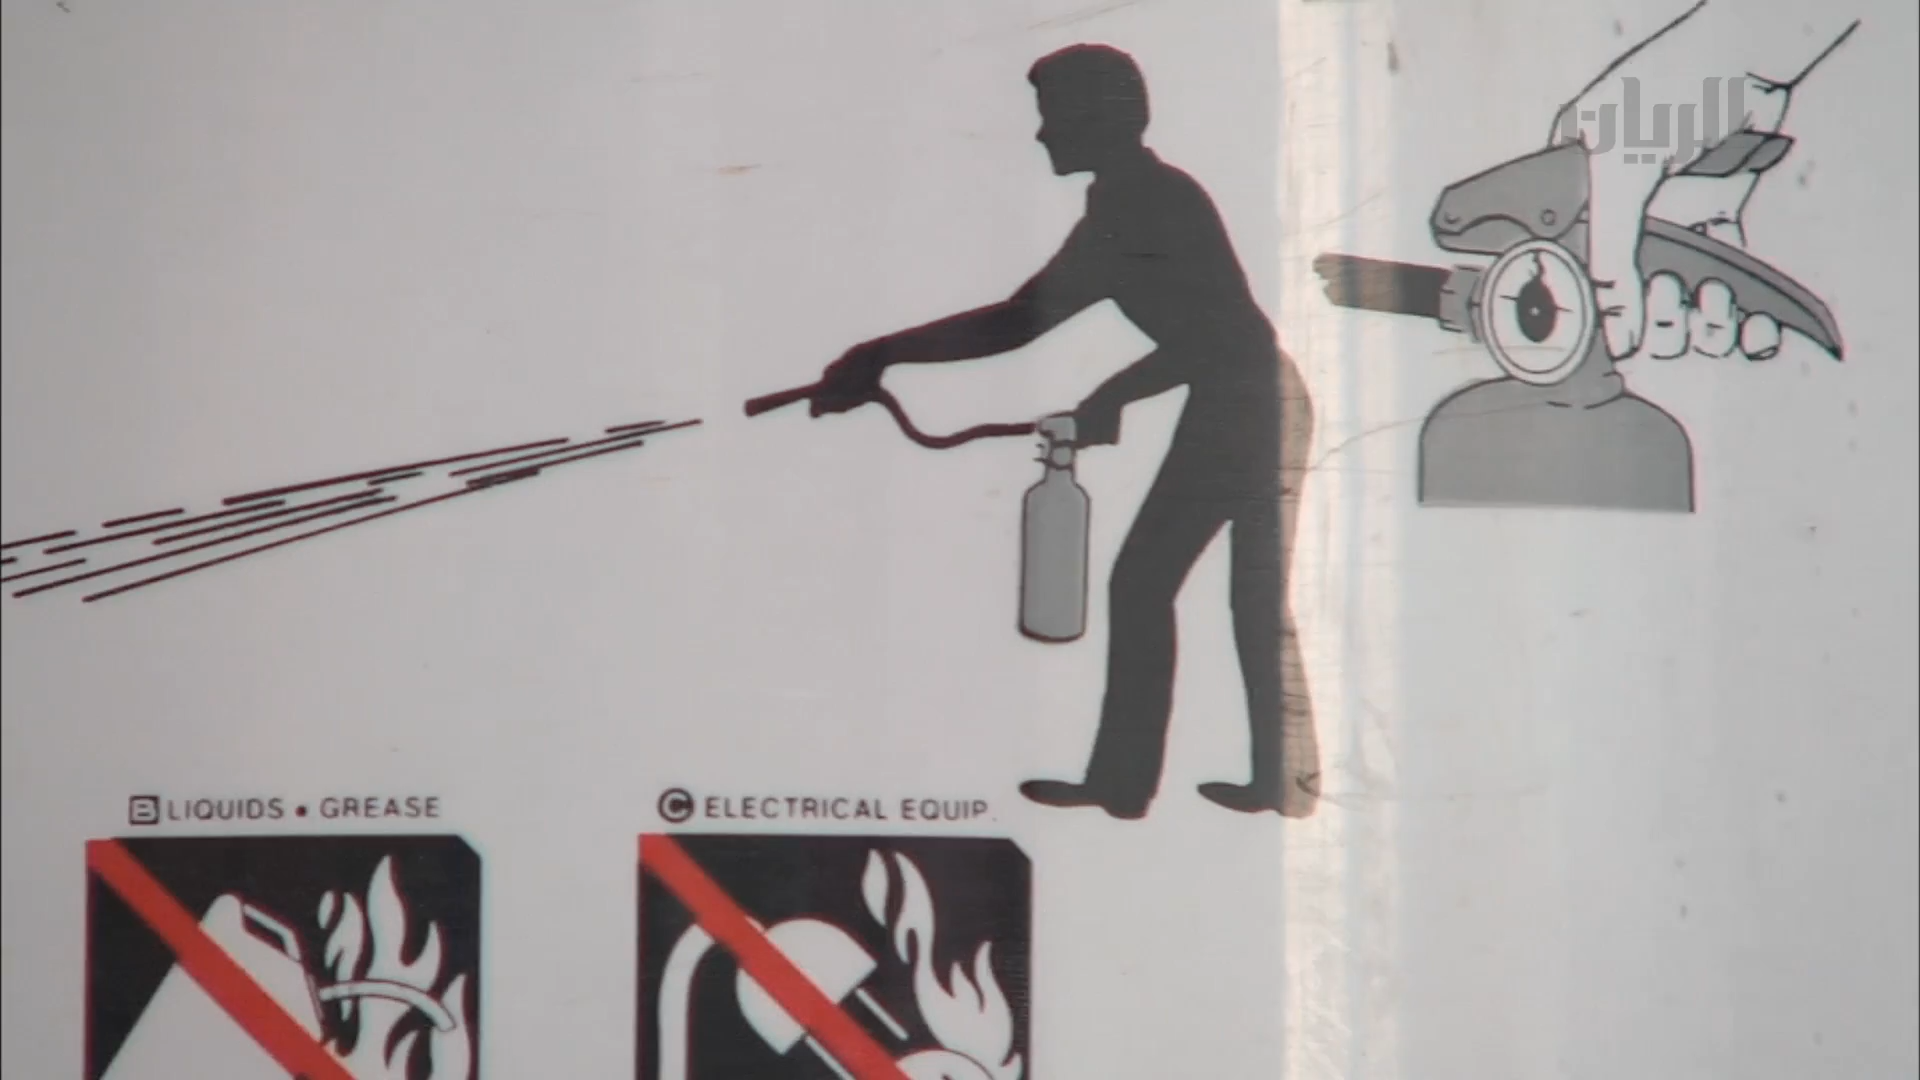 الريان
B LIQUIDS • GREASE
C ELECTRICAL EQUIP.